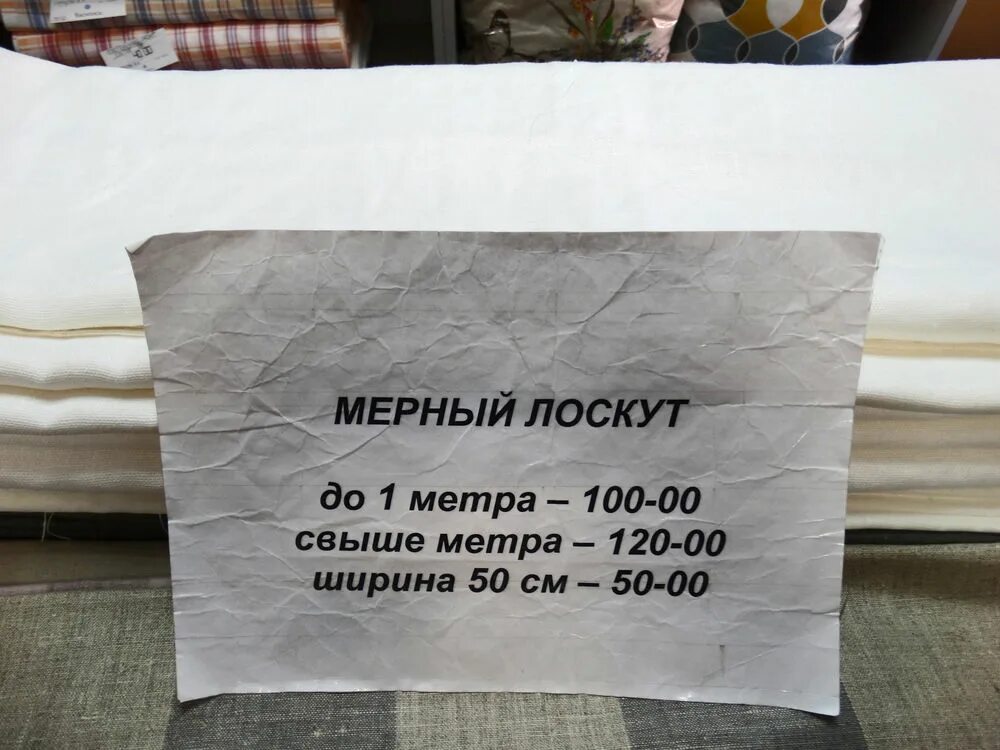 МЕРНЫЙ ЛОСКУТ
до 1 метра – 100-00
свыше метра – 120-00
ширина 50 см – 50-00